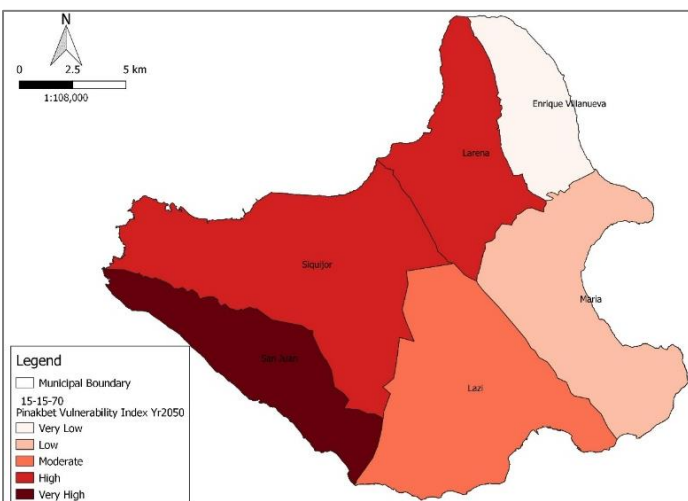 N
0 2.5 5 km
1:108,000
Enrique Villanueva
Larena
Siquijor
Maria
San Juan
Lazi
Legend
Municipal Boundary
15-15-70
Pinakbet Vulnerability Index Yr2050
Very Low
Low
Moderate
High
Very High